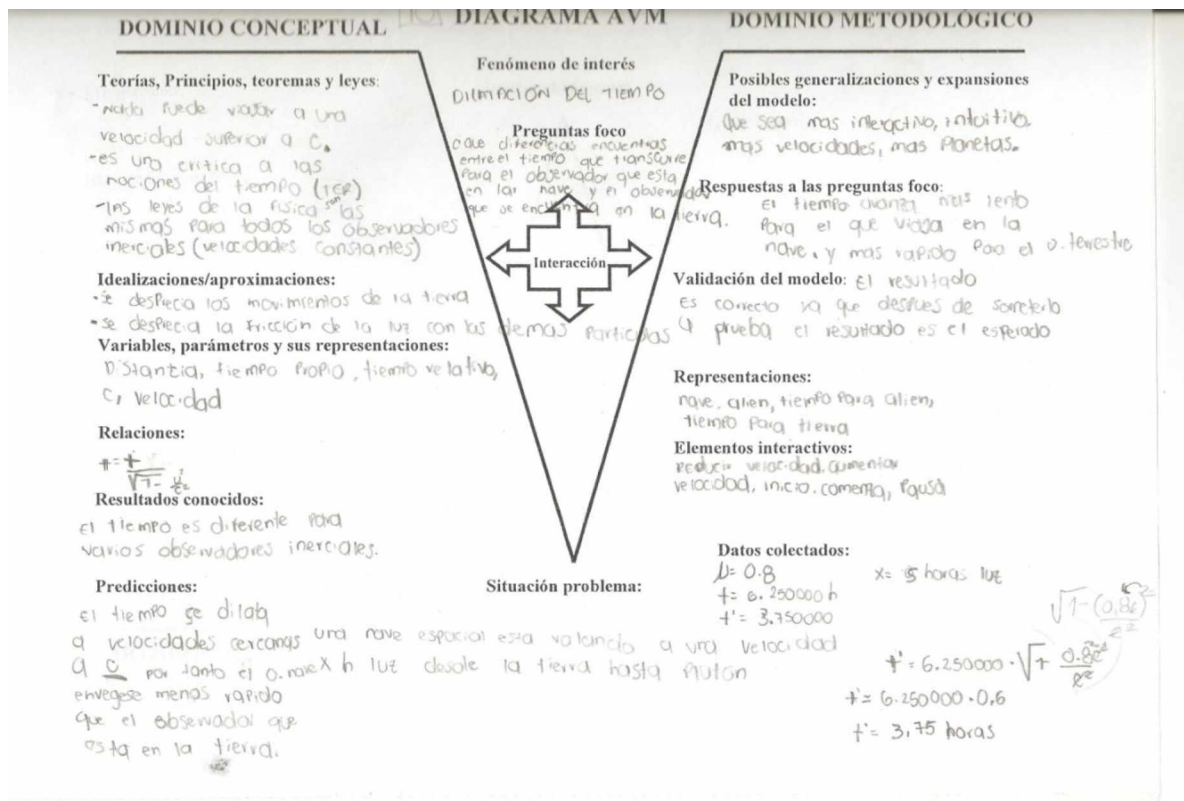 DIAGRAMA AVM
DOMINIO CONCEPTUAL
Teorías, Principios, teoremas y leyes:
- Nada puede viajar a una
velocidad superior a C.
- es una critica a las
nociones del tiempo (TER)
- las leyes de la fisica son las
mismas para todos los observadores
inerciales (velocidades constantes)
Idealizaciones/aproximaciones:
- se desprecia los movimientos de la tierra
- se desprecia la fricción de la luz con las demas particulas
Variables, parámetros y sus representaciones:
Distancia, tiempo propio, tiempo relativo,
C, velocidad
Relaciones:
Resultados conocidos:
El tiempo es diferente para
varios observadores inerciales.
Predicciones:
El tiempo se dilata
a velocidades cercanas
a C por tanto el o. nave
envegese menos rapido
que el observador que
esta en la tierra.
Fenómeno de interés
DILATACIÓN DEL TIEMPO
Preguntas foco
que diferencias encuentras
entre el tiempo que transcurre
para el observador que esta
en la nave y el observador
que se encuentra en la tierra.
Interacción
Situación problema:
una nave espacial esta volando a una velocidad
x h luz desde la tierra hasta Pluton
DOMINIO METODOLÓGICO
Posibles generalizaciones y expansiones
del modelo:
Que sea mas interactivo, intuitivo.
mas velocidades, mas Planetas.
Respuestas a las preguntas foco:
El tiempo avanza mas lento
Para el que viaja en la
nave, y mas rapido para el o. terrestre
Validación del modelo: El resultado
Es correcto ya que despues de someterlo
a prueba el resultado es el esperado
Representaciones:
nave, alien, tiempo Para alien,
tiempo Para tierra
Elementos interactivos:
Reducir velocidad, aumentar
velocidad, inicio, comenta, Pausa
Datos colectados:
= 0.8 x= 5 horas luz
t= 6.250000 h
t'= 3.750000
√1-(0,8c)²/c²
t'= 6.250000 · √1 0.8c²/c²
t'= 6.250000 · 0,6
t'= 3,75 horas